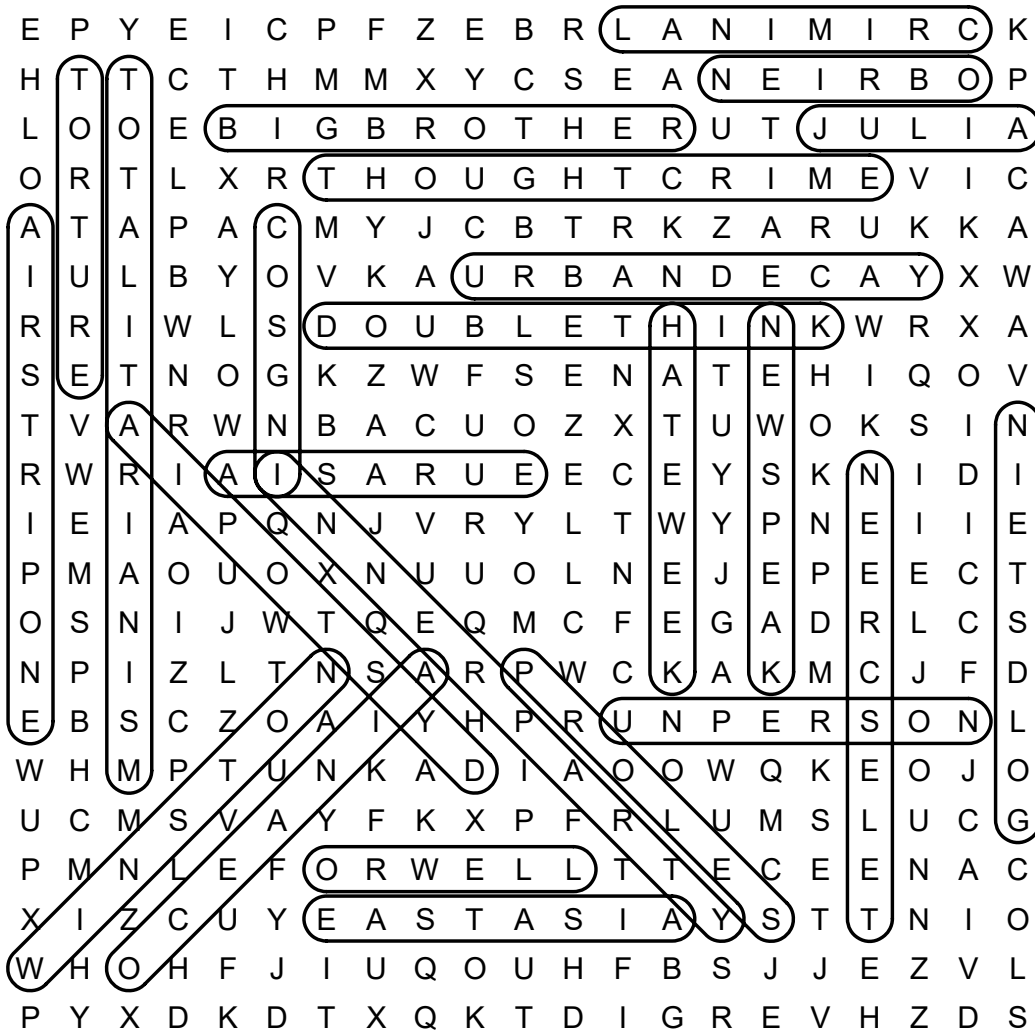 E P Y E I C P F Z E B R L A N I M I R C K
H T T C T H M M X Y C S E A N E I R B O P
L O O E B I G B R O T H E R U T J U L I A
O R T L X R T H O U G H T C R I M E V I C
A T A P A C M Y J C B T R K Z A R U K K A
I U L B Y O V K A U R B A N D E C A Y X W
R R I W L S D O U B L E T H I N K W R X A
S E T N O G K Z W F S E N A T E H I Q O V
T V A R W N B A C U O Z X T U W O K S I N
R W R I A I S A R U E E C E Y S K N I D I
I E I A P Q N J V R Y L T W Y P N E I I E
P M A O U O X N U U O L N E J E P E E C T
O S N I J W T Q E Q M C F E G A D R L C S
N P I Z L T N S A R P W C K A K M C J F D
E B S C Z O A I Y H P R U N P E R S O N L
W H M P T U N K A D I A O O W Q K E O J O
U C M S V A Y F K X P F R L U M S L U C G
P M N L E F O R W E L L T T E C E E N A C
X I Z C U Y E A S T A S I A Y S T T N I O
W H O H F J I U Q O U H F B S J J E Z V L
P Y X D K D T X Q K T D I G R E V H Z D S